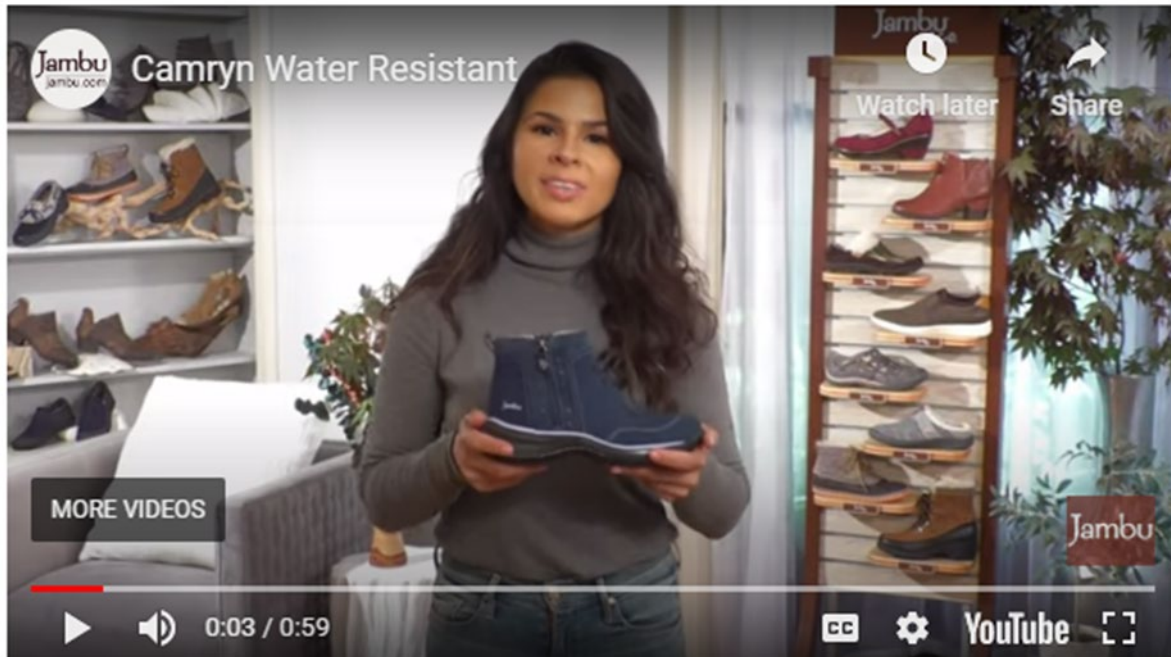 Jambu
jambu.com
Camryn Water Resistant
Jambu
Watch later
Share
Jambu
MORE VIDEOS
Jambu
0:03 / 0:59
CC
YouTube